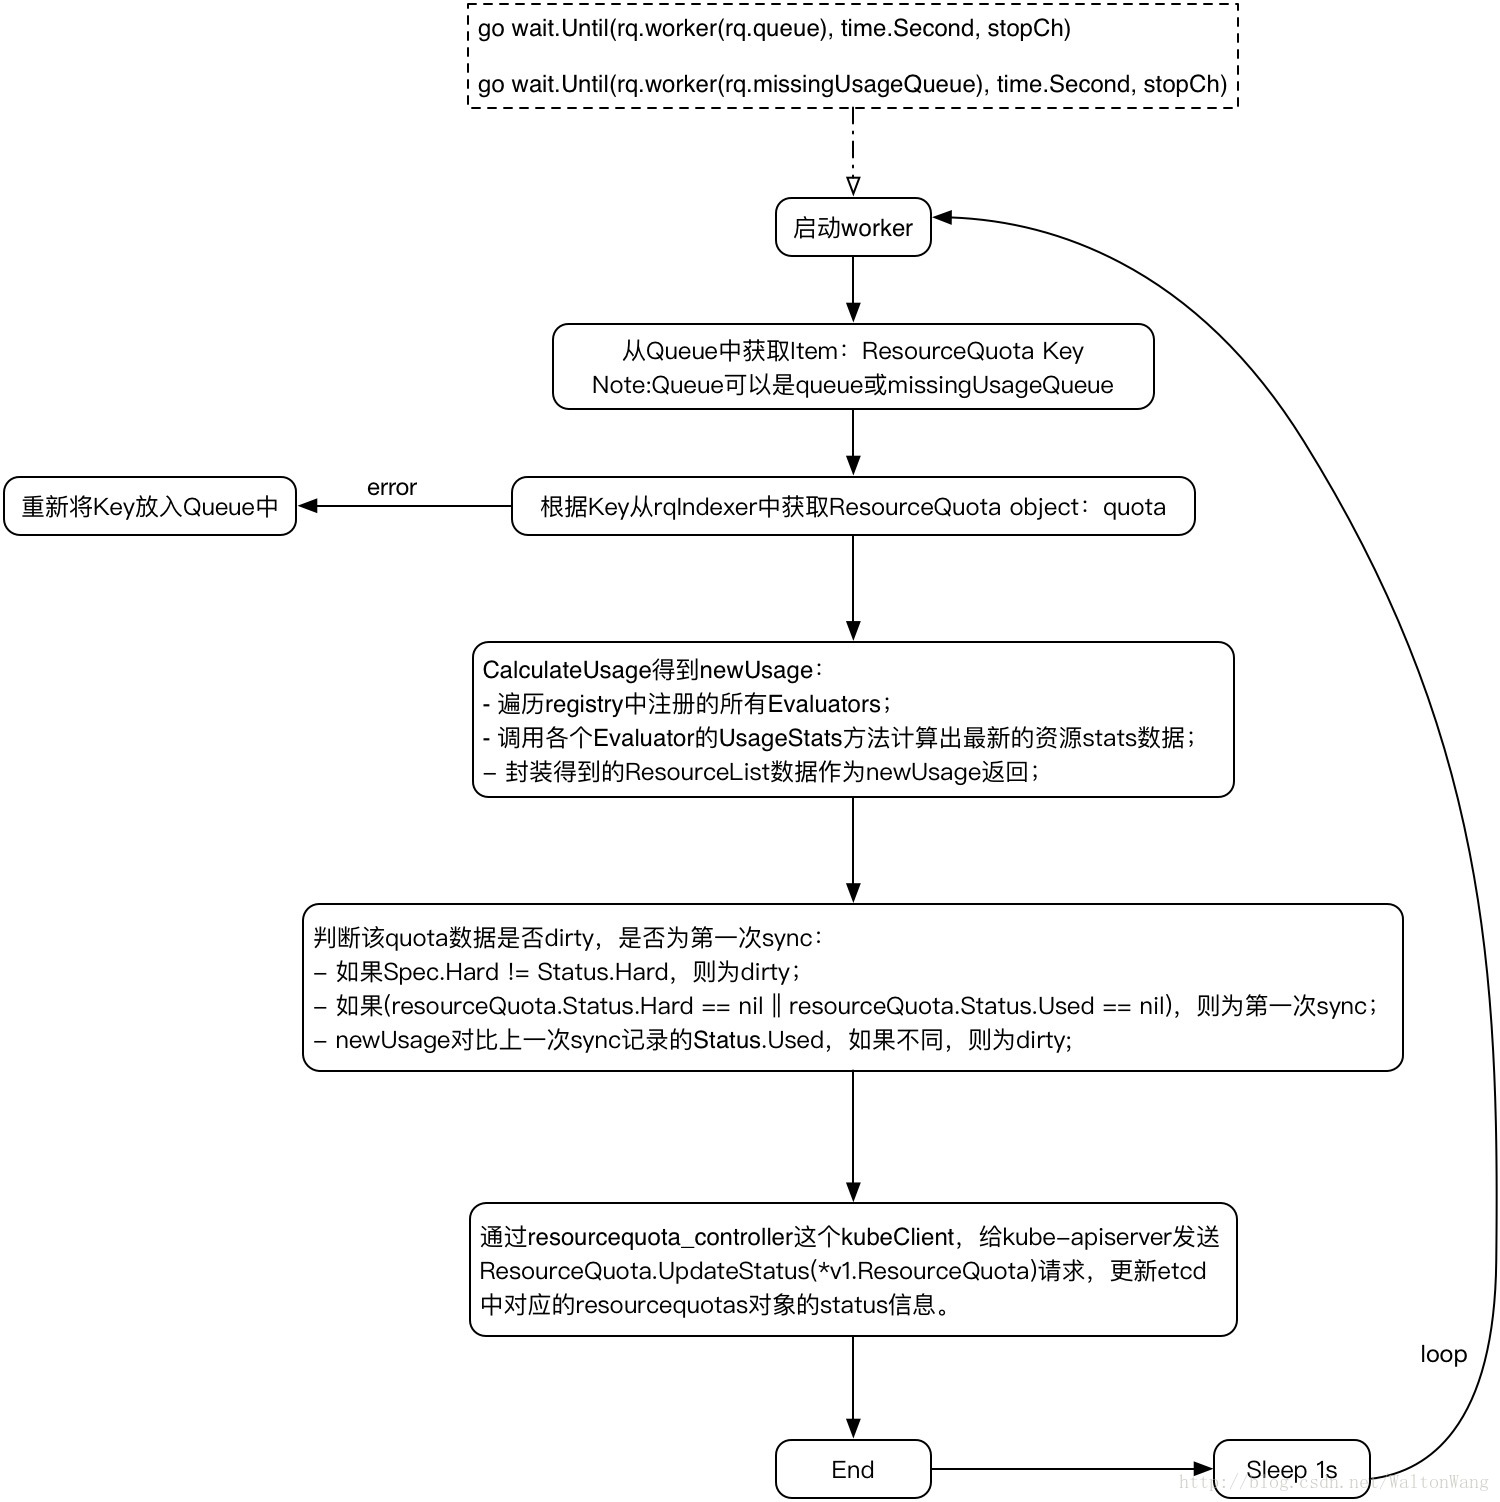 go wait.Until(rq.worker(rq.queue), time.Second, stopCh)
go wait.Until(rq.worker(rq.missingUsageQueue), time.Second, stopCh)
启动worker
从Queue中获取Item：ResourceQuota Key
Note:Queue可以是queue或missingUsageQueue
重新将Key放入Queue中
error
根据Key从rqIndexer中获取ResourceQuota object：quota
CalculateUsage得到newUsage：
- 遍历registry中注册的所有Evaluators；
- 调用各个Evaluator的UsageStats方法计算出最新的资源stats数据；
– 封装得到的ResourceList数据作为newUsage返回；
判断该quota数据是否dirty，是否为第一次sync：
– 如果Spec.Hard != Status.Hard，则为dirty；
– 如果(resourceQuota.Status.Hard == nil || resourceQuota.Status.Used == nil)，则为第一次sync；
– newUsage对比上一次sync记录的Status.Used，如果不同，则为dirty;
通过resourcequota_controller这个kubeClient，给kube-apiserver发送
ResourceQuota.UpdateStatus(*v1.ResourceQuota)请求，更新etcd
中对应的resourcequotas对象的status信息。
loop
End
Sleep 1s
http://blog.csdn.net/WaltonWang